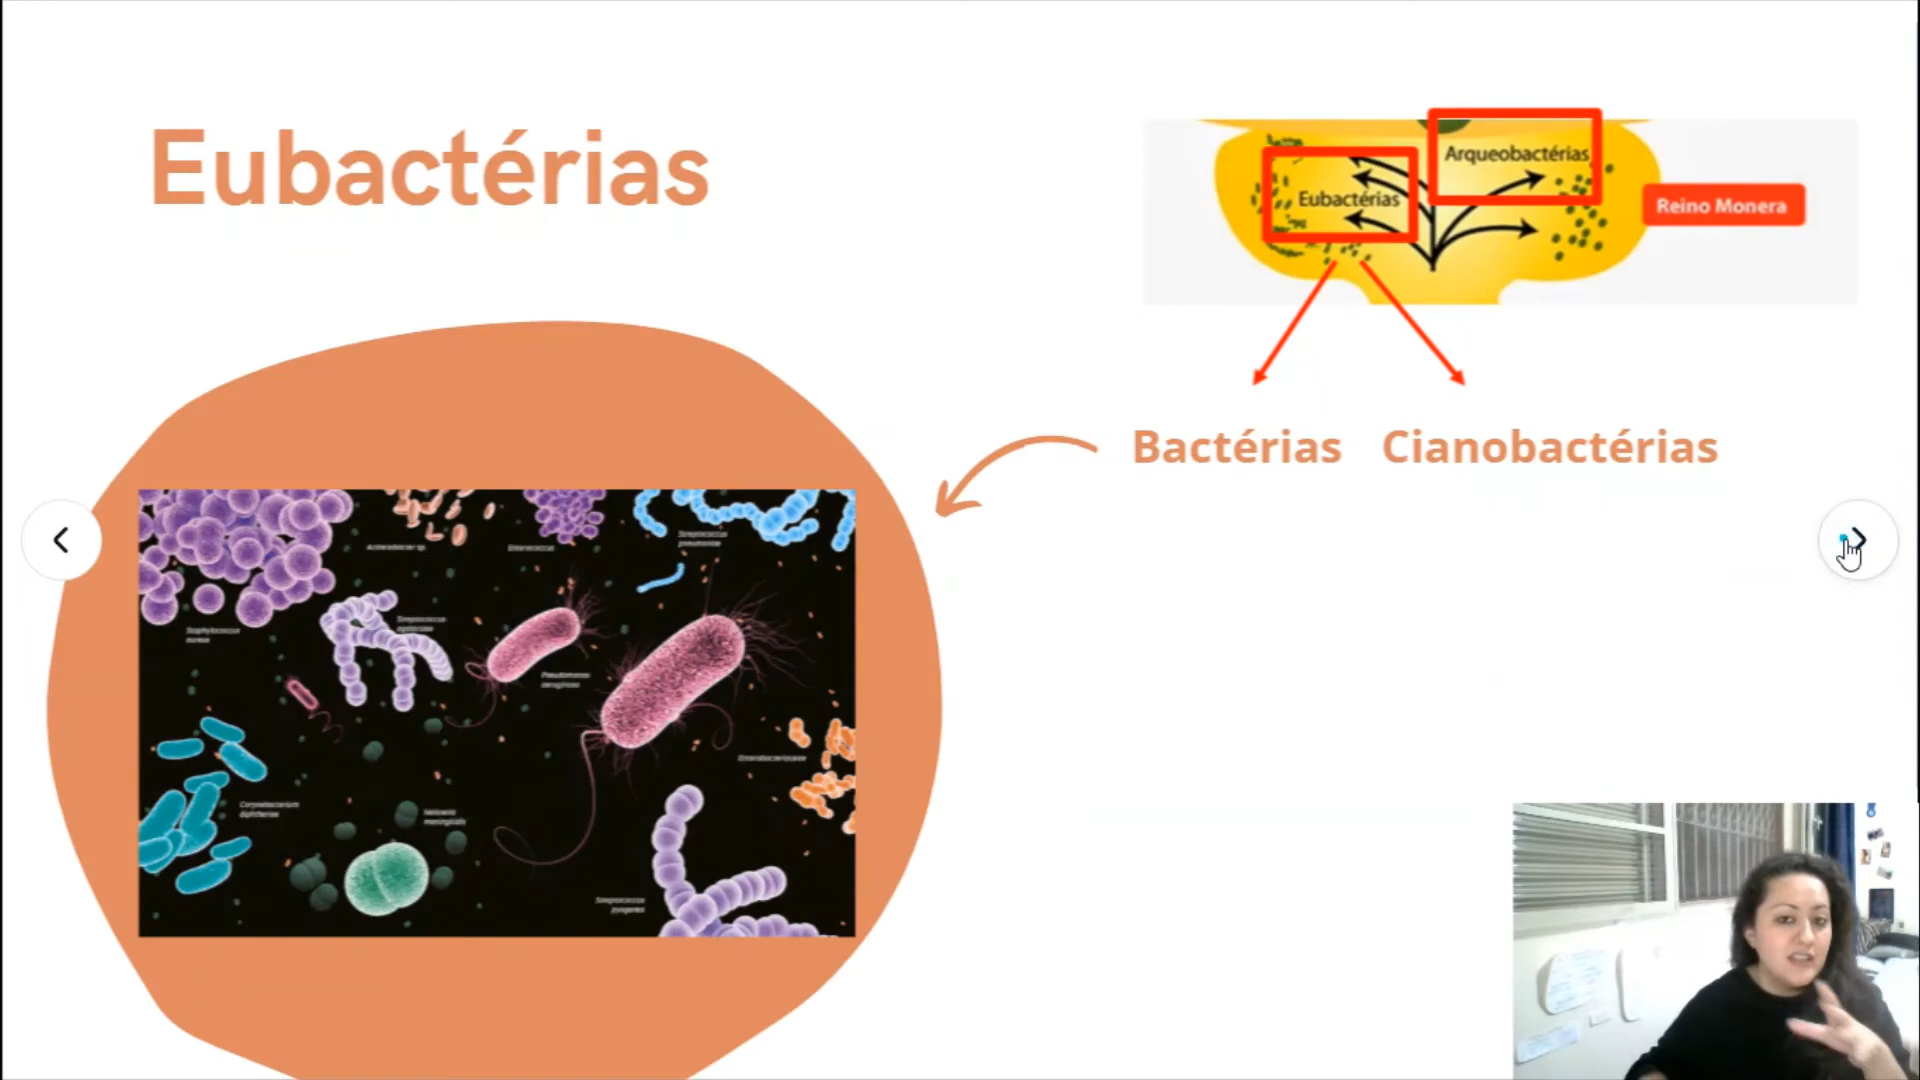 Eubactérias
Arqueobactérias
Eubactérias
Reino Monera
Bactérias
Cianobactérias
Acinetobacter sp.
Enterococcus
Streptococcus
pneumoniae
Staphylococcus
aureus
Streptococcus
agalactiae
Pseudomonas
aeruginosa
Enterobacteriaceae
Corynebacterium
diphtheriae
Neisseria
meningitidis
Streptococcus
pyogenes